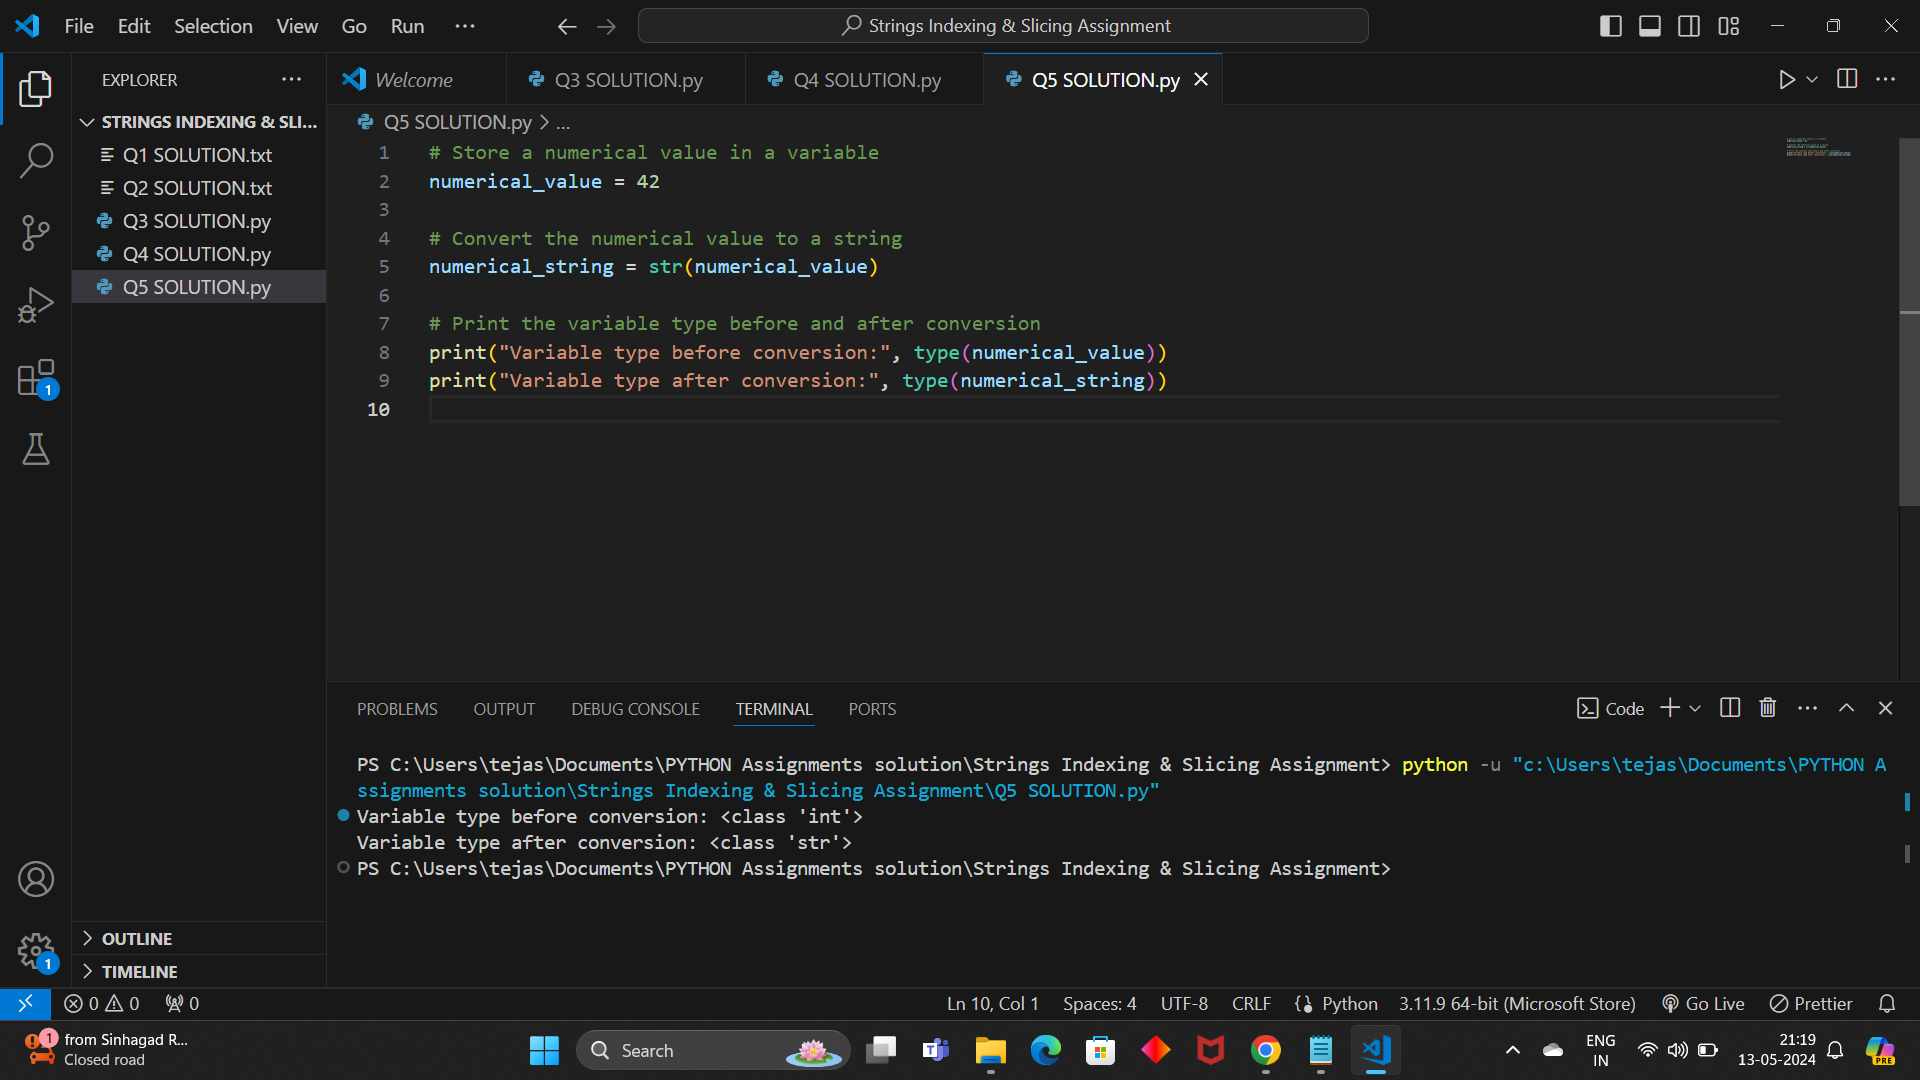 File Edit Selection View Go Run ... Strings Indexing & Slicing Assignment
EXPLORER ...
Welcome Q3 SOLUTION.py Q4 SOLUTION.py Q5 SOLUTION.py
STRINGS INDEXING & SLI...
Q1 SOLUTION.txt
Q2 SOLUTION.txt
Q3 SOLUTION.py
Q4 SOLUTION.py
Q5 SOLUTION.py
OUTLINE
TIMELINE
Q5 SOLUTION.py > ...
1 # Store a numerical value in a variable
2 numerical_value = 42
3
4 # Convert the numerical value to a string
5 numerical_string = str(numerical_value)
6
7 # Print the variable type before and after conversion
8 print("Variable type before conversion:", type(numerical_value))
9 print("Variable type after conversion:", type(numerical_string))
10
PROBLEMS OUTPUT DEBUG CONSOLE TERMINAL PORTS Code
PS C:\Users\tejas\Documents\PYTHON Assignments solution\Strings Indexing & Slicing Assignment> python -u "c:\Users\tejas\Documents\PYTHON A
ssignments solution\Strings Indexing & Slicing Assignment\Q5 SOLUTION.py"
Variable type before conversion: <class 'int'>
Variable type after conversion: <class 'str'>
PS C:\Users\tejas\Documents\PYTHON Assignments solution\Strings Indexing & Slicing Assignment>
1
1
0 0 0 Ln 10, Col 1 Spaces: 4 UTF-8 CRLF Python 3.11.9 64-bit (Microsoft Store) Go Live Prettier
1 from Sinhagad R...
Closed road
Search
ENG
IN
21:19
13-05-2024
PRE